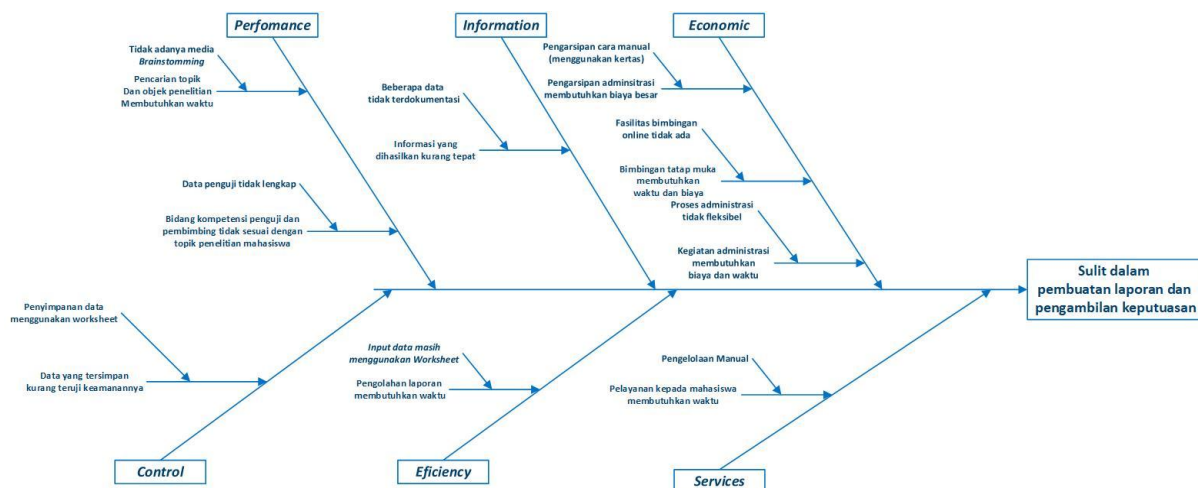 Perfomance
Information
Economic
Tidak adanya media
Brainstomming
Pencarian topik
Dan objek penelitian
Membutuhkan waktu
Data penguji tidak lengkap
Bidang kompetensi penguji dan
pembimbing tidak sesuai dengan
topik penelitian mahasiswa
Beberapa data
tidak terdokumentasi
Informasi yang
dihasilkan kurang tepat
Pengarsipan cara manual
(menggunakan kertas)
Pengarsipan adminsitrasi
membutuhkan biaya besar
Fasilitas bimbingan
online tidak ada
Bimbingan tatap muka
membutuhkan
waktu dan biaya
Proses administrasi
tidak fleksibel
Kegiatan administrasi
membutuhkan
biaya dan waktu
Sulit dalam
pembuatan laporan dan
pengambilan keputuasan
Penyimpanan data
menggunakan worksheet
Data yang tersimpan
kurang teruji keamanannya
Input data masih
menggunakan Worksheet
Pengolahan laporan
membutuhkan waktu
Pengelolaan Manual
Pelayanan kepada mahasiswa
membutuhkan waktu
Control
Eficiency
Services